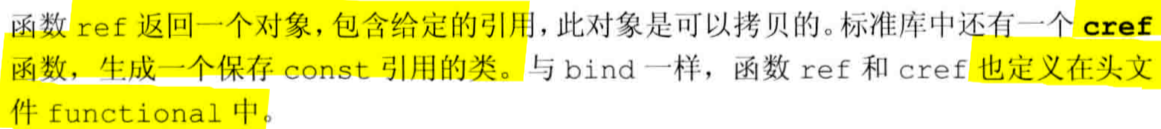 函数 ref 返回一个对象，包含给定的引用，此对象是可以拷贝的。标准库中还有一个 cref
函数，生成一个保存 const 引用的类。与 bind 一样，函数 ref 和 cref 也定义在头文
件 functional 中。